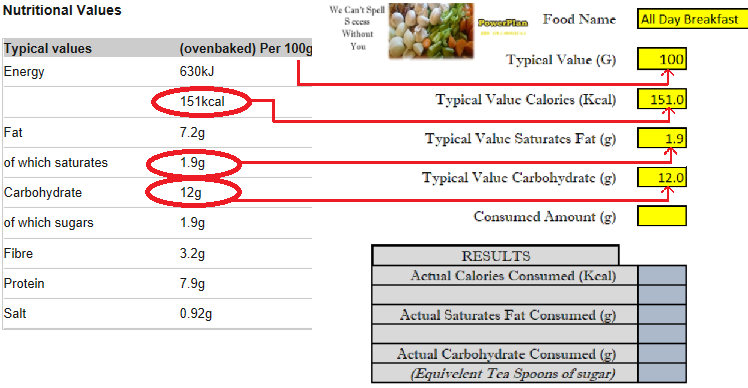 Nutritional Values
Typical values (ovenbaked) Per 100g
Energy 630kJ
151kcal
Fat 7.2g
of which saturates 1.9g
Carbohydrate 12g
of which sugars 1.9g
Fibre 3.2g
Protein 7.9g
Salt 0.92g
We Can't Spell
S ccess
Without
You
PowerPlan
Food Name All Day Breakfast
Typical Value (G) 100
Typical Value Calories (Kcal) 151.0
Typical Value Saturates Fat (g) 1.9
Typical Value Carbohydrate (g) 12.0
Consumed Amount (g)
RESULTS
Actual Calories Consumed (Kcal)
Actual Saturates Fat Consumed (g)
Actual Carbohydrate Consumed (g)
(Equivelent Tea Spoons of sugar)